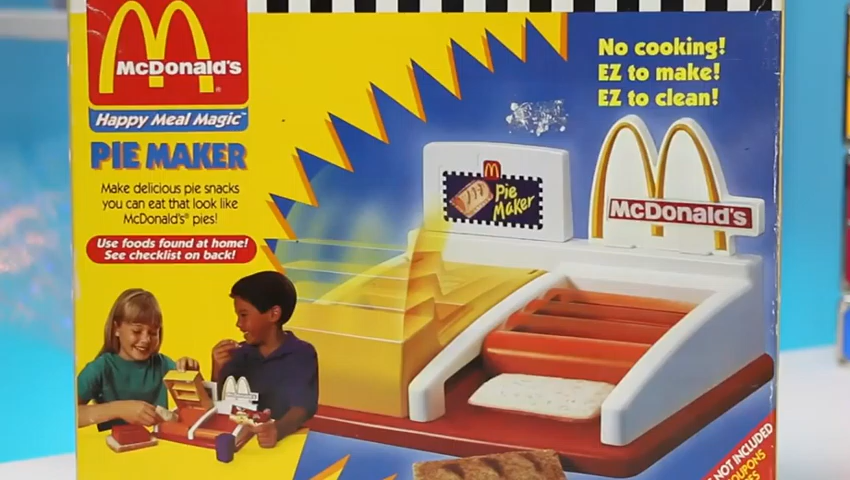 McDonald's®
Happy Meal Magic™
PIE MAKER
Make delicious pie snacks
you can eat that look like
McDonald's® pies!
Use foods found at home!
See checklist on back!
No cooking!
EZ to make!
EZ to clean!
Pie
Maker
McDonald's
NOT INCLUDED